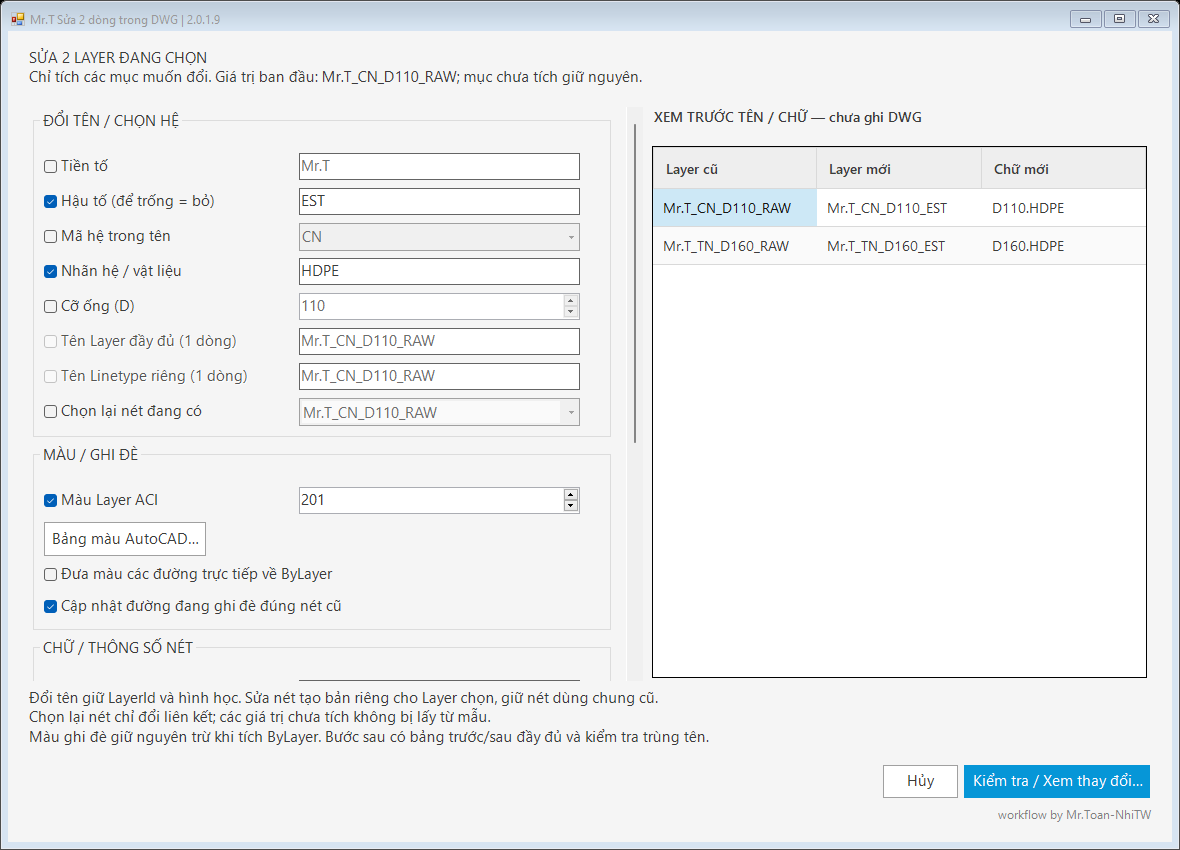 Mr.T Sửa 2 dòng trong DWG | 2.0.1.9
SỬA 2 LAYER ĐANG CHỌN
Chỉ tích các mục muốn đổi. Giá trị ban đầu: Mr.T_CN_D110_RAW; mục chưa tích giữ nguyên.
ĐỔI TÊN / CHỌN HỆ
Tiền tố
Mr.T
Hậu tố (để trống = bỏ)
EST
Mã hệ trong tên
CN
Nhãn hệ / vật liệu
HDPE
Cỡ ống (D)
110
Tên Layer đầy đủ (1 dòng)
Mr.T_CN_D110_RAW
Tên Linetype riêng (1 dòng)
Mr.T_CN_D110_RAW
Chọn lại nét đang có
Mr.T_CN_D110_RAW
MÀU / GHI ĐÈ
Màu Layer ACI
201
Bảng màu AutoCAD...
Đưa màu các đường trực tiếp về ByLayer
Cập nhật đường đang ghi đè đúng nét cũ
CHỮ / THÔNG SỐ NÉT
XEM TRƯỚC TÊN / CHỮ — chưa ghi DWG
Layer cũ Layer mới Chữ mới
Mr.T_CN_D110_RAW Mr.T_CN_D110_EST D110.HDPE
Mr.T_TN_D160_RAW Mr.T_TN_D160_EST D160.HDPE
Đổi tên giữ LayerId và hình học. Sửa nét tạo bản riêng cho Layer chọn, giữ nét dùng chung cũ.
Chọn lại nét chỉ đổi liên kết; các giá trị chưa tích không bị lấy từ mẫu.
Màu ghi đè giữ nguyên trừ khi tích ByLayer. Bước sau có bảng trước/sau đầy đủ và kiểm tra trùng tên.
Hủy
Kiểm tra / Xem thay đổi...
workflow by Mr.Toan-NhiTW